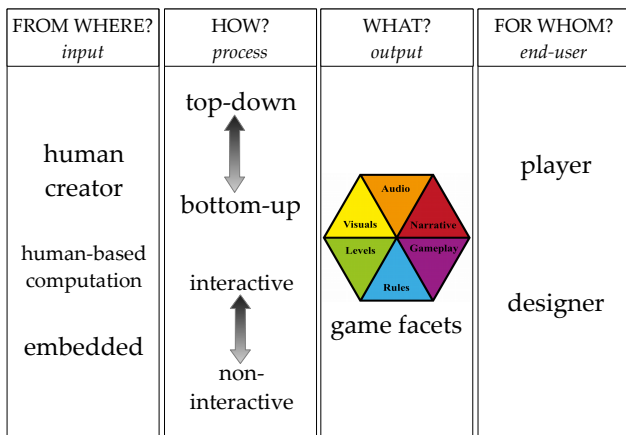 FROM WHERE?
input
human
creator
human-based
computation
embedded
HOW?
process
top-down
bottom-up
interactive
non-
interactive
WHAT?
output
Audio
Visuals
Narrative
Levels
Gameplay
Rules
game facets
FOR WHOM?
end-user
player
designer